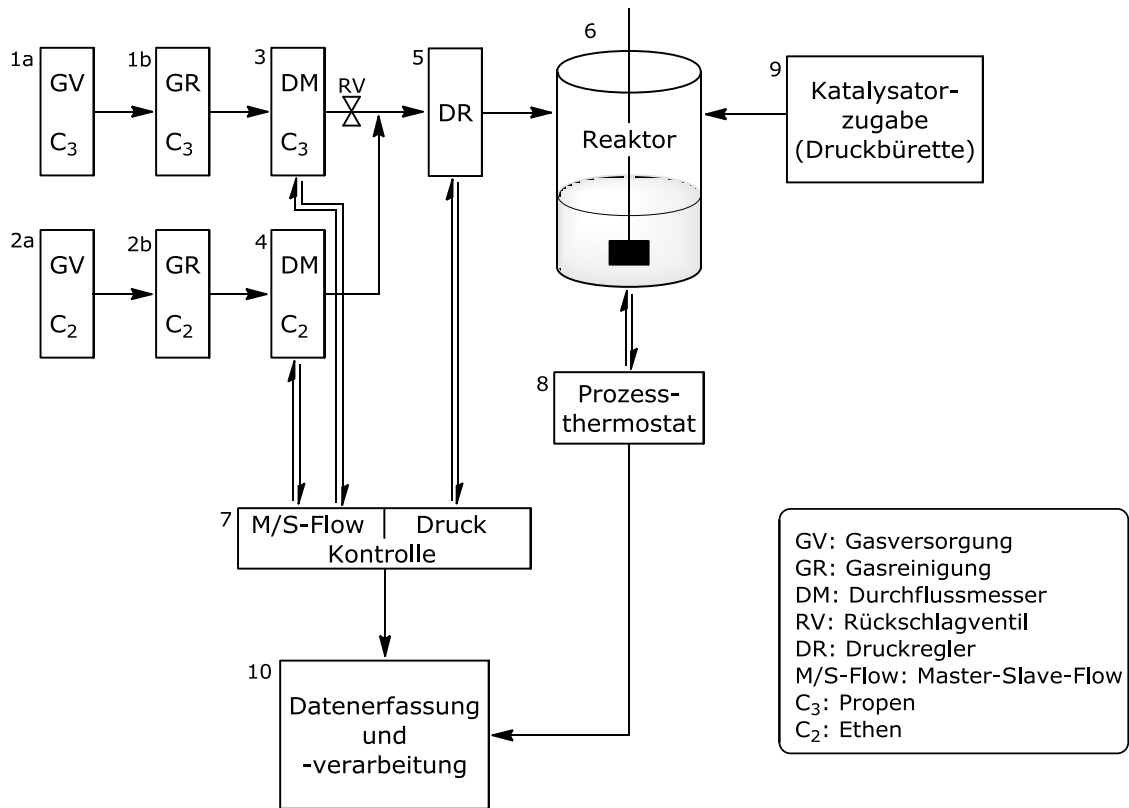 1a
GV
C₃
1b
GR
C₃
3
DM
C₃
RV
5
DR
6
Reaktor
9
Katalysator-
zugabe
(Druckbürette)
2a
GV
C₂
2b
GR
C₂
4
DM
C₂
8
Prozess-
thermostat
7
M/S-Flow
Druck
Kontrolle
10
Datenerfassung
und
-verarbeitung
GV: Gasversorgung
GR: Gasreinigung
DM: Durchflussmesser
RV: Rückschlagventil
DR: Druckregler
M/S-Flow: Master-Slave-Flow
C₃: Propen
C₂: Ethen